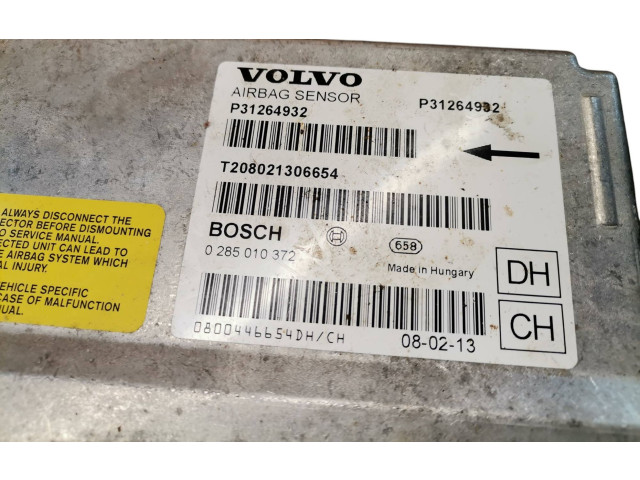 VOLVO
AIRBAG SENSOR
P31264932
P31264932
T208021306654
BOSCH
658
0 285 010 372
Made in Hungary
DH
CH
0800446654DH/CH
08-02-13
ALWAYS DISCONNECT THE
ECTOR BEFORE DISMOUNTING
O SERVICE MANUAL.
ECTED UNIT CAN LEAD TO
E AIRBAG SYSTEM WHICH
AL INJURY.
EHICLE SPECIFIC
CASE OF MALFUNCTION
NUAL.